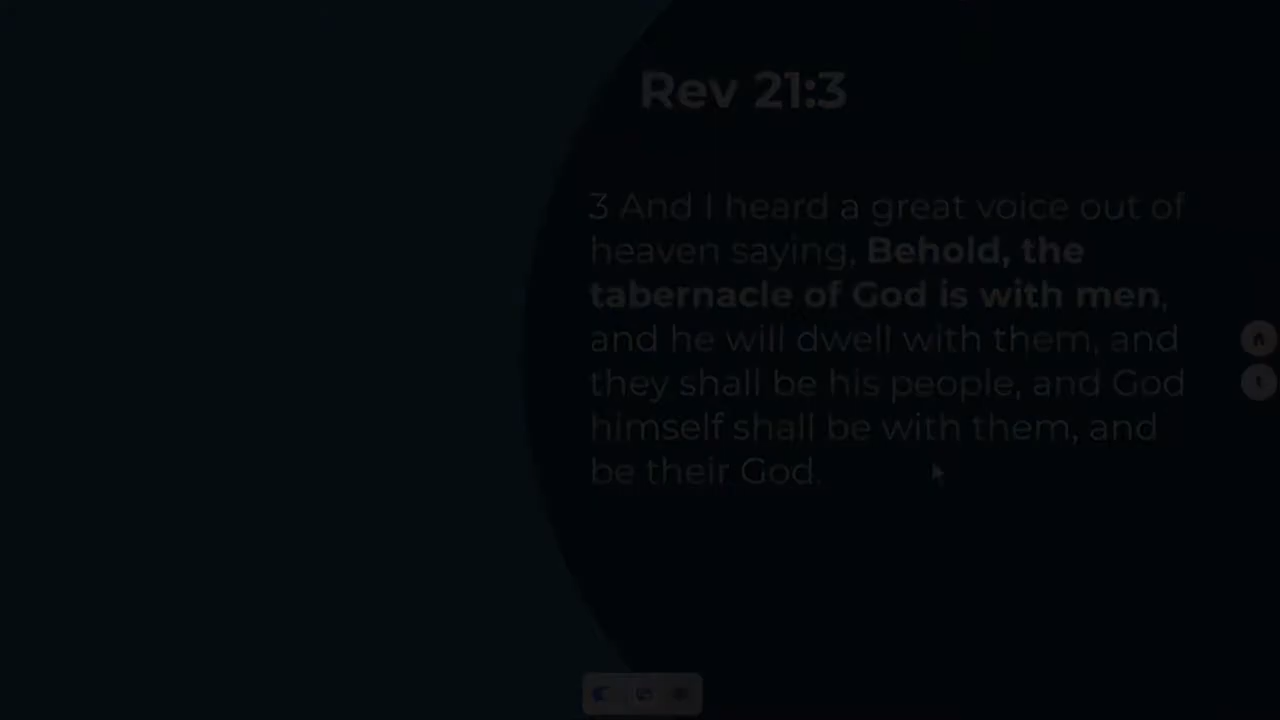 Rev 21:3
3 And I heard a great voice out of
heaven saying, Behold, the
tabernacle of God is with men,
and he will dwell with them, and
they shall be his people, and God
himself shall be with them, and
be their God.